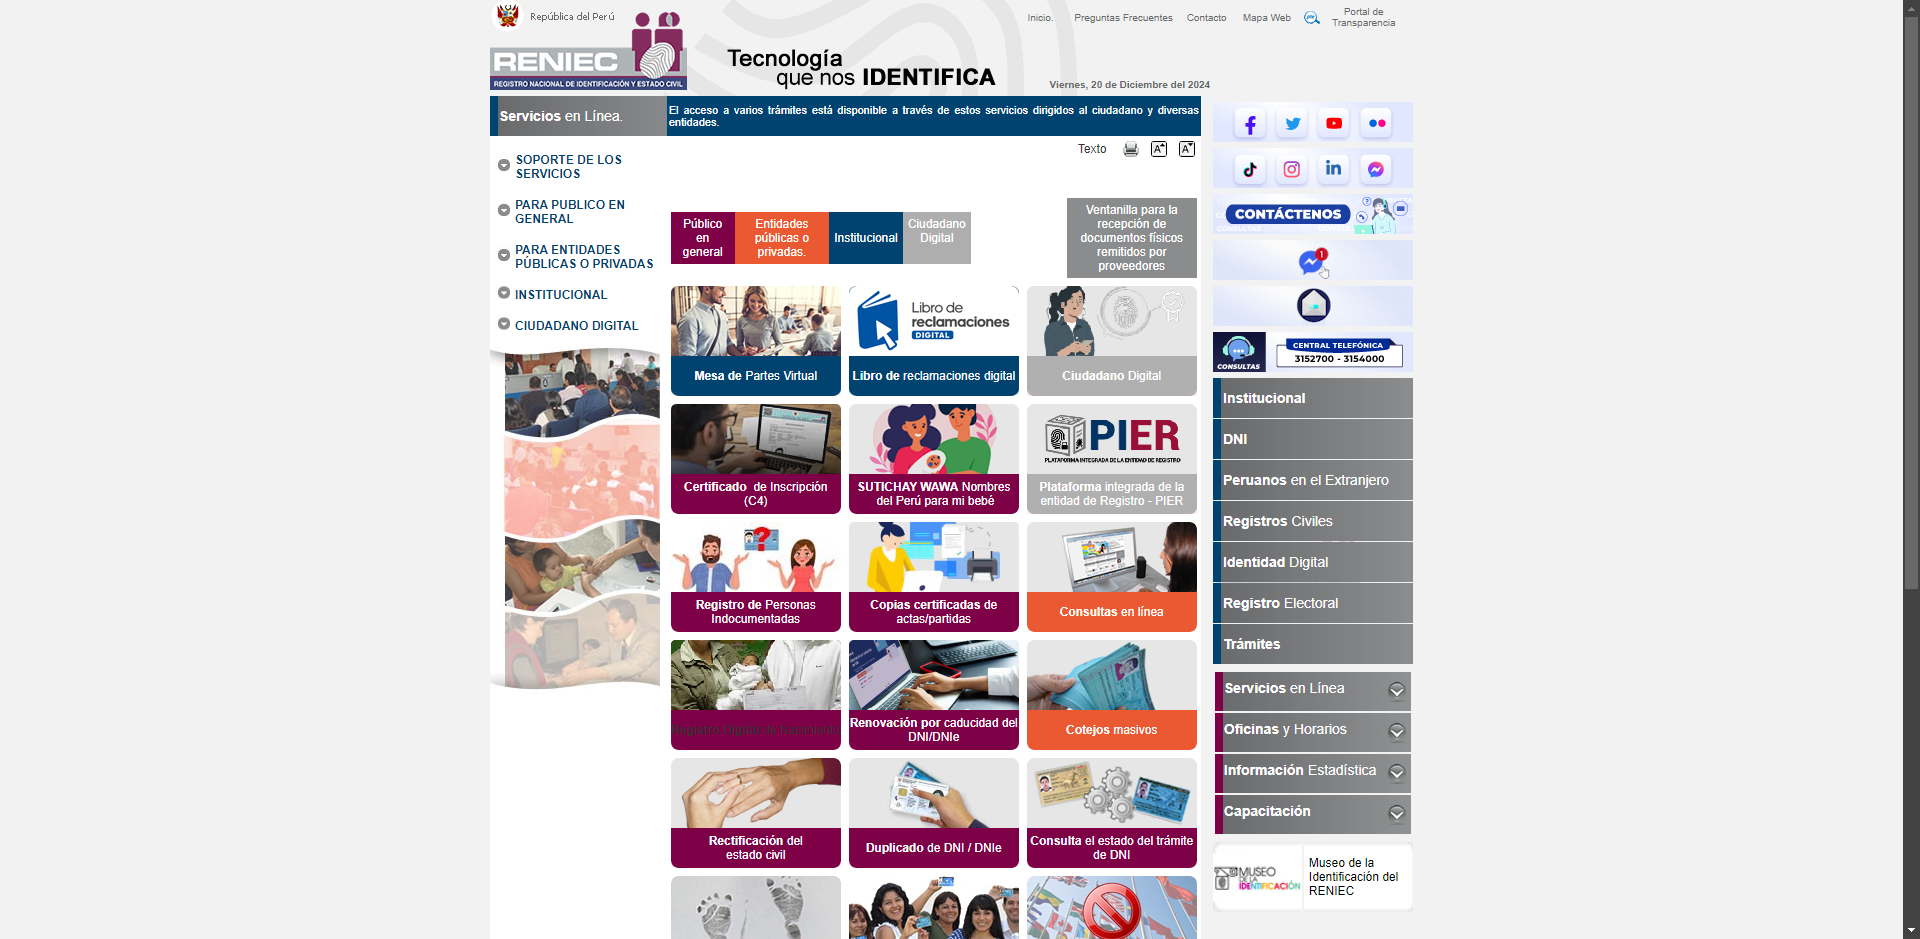 República del Perú
RENIEC
REGISTRO NACIONAL DE IDENTIFICACIÓN Y ESTADO CIVIL
Tecnología
que nos IDENTIFICA
Inicio.
Preguntas Frecuentes
Contacto
Mapa Web
Portal de
Transparencia
Viernes, 20 de Diciembre del 2024
Servicios en Línea.
El acceso a varios trámites está disponible a través de estos servicios dirigidos al ciudadano y diversas
entidades.
Texto
SOPORTE DE LOS
SERVICIOS
PARA PUBLICO EN
GENERAL
PARA ENTIDADES
PÚBLICAS O PRIVADAS
INSTITUCIONAL
CIUDADANO DIGITAL
Público
en
general
Entidades
públicas o
privadas.
Institucional
Ciudadano
Digital
Ventanilla para la
recepción de
documentos físicos
remitidos por
proveedores
Mesa de Partes Virtual
Libro de
reclamaciones
DIGITAL
Libro de reclamaciones digital
Ciudadano Digital
Certificado de Inscripción
(C4)
SUTICHAY WAWA Nombres
del Perú para mi bebé
PIER
PLATAFORMA INTEGRADA DE LA ENTIDAD DE REGISTRO
Plataforma integrada de la
entidad de Registro - PIER
Registro de Personas
Indocumentadas
Copias certificadas de
actas/partidas
Consultas en línea
Registro Digital de Nacimiento
Renovación por caducidad del
DNI/DNIe
Cotejos masivos
Rectificación del
estado civil
Duplicado de DNI / DNIe
Consulta el estado del trámite
de DNI
CONTÁCTENOS
1
CONSULTAS
CENTRAL TELEFÓNICA
3152700 - 3154000
Institucional
DNI
Peruanos en el Extranjero
Registros Civiles
Identidad Digital
Registro Electoral
Trámites
Servicios en Línea
Oficinas y Horarios
Información Estadística
Capacitación
MUSEO
DE LA
IDENTIFICACIÓN
Museo de la
Identificación del
RENIEC